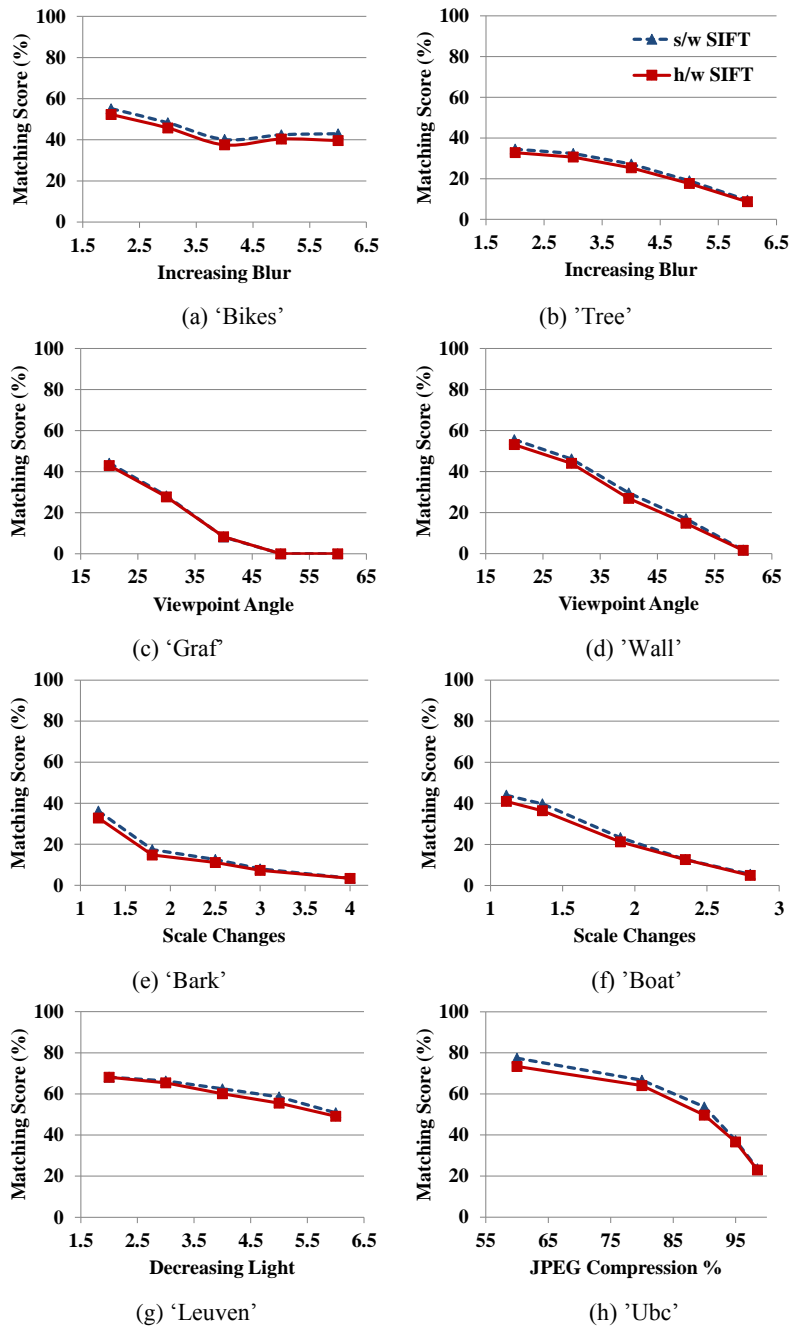 100
80
60
40
20
0
Matching Score (%)
1.5 2.5 3.5 4.5 5.5 6.5
Increasing Blur
(a) ‘Bikes’
100
80
60
40
20
0
Matching Score (%)
s/w SIFT
h/w SIFT
1.5 2.5 3.5 4.5 5.5 6.5
Increasing Blur
(b) ’Tree’
100
80
60
40
20
0
Matching Score (%)
15 25 35 45 55 65
Viewpoint Angle
(c) ‘Graf’
100
80
60
40
20
0
Matching Score (%)
15 25 35 45 55 65
Viewpoint Angle
(d) ’Wall’
100
80
60
40
20
0
Matching Score (%)
1 1.5 2 2.5 3 3.5 4
Scale Changes
(e) ‘Bark’
100
80
60
40
20
0
Matching Score (%)
1 1.5 2 2.5 3
Scale Changes
(f) ’Boat’
100
80
60
40
20
0
Matching Score (%)
1.5 2.5 3.5 4.5 5.5 6.5
Decreasing Light
(g) ‘Leuven’
100
80
60
40
20
0
Matching Score (%)
55 65 75 85 95
JPEG Compression %
(h) ’Ubc’